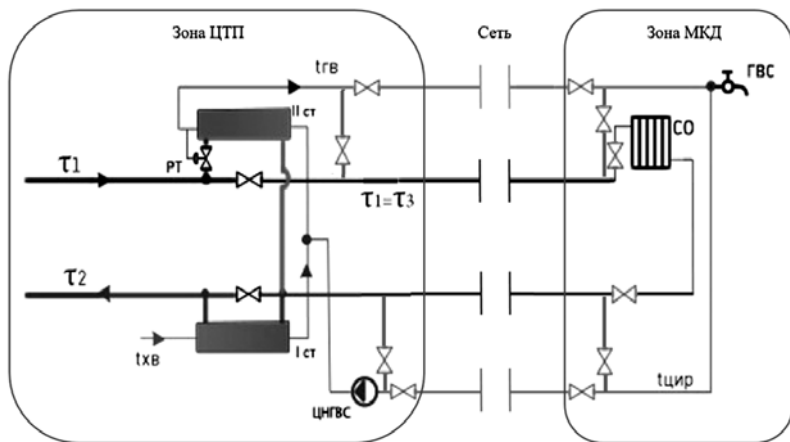 Зона ЦТП
Сеть
Зона МКД
tгв
ГВС
II ст
СО
РТ
τ1
τ1=τ3
τ2
tхв
I ст
ЦНГВС
tцир